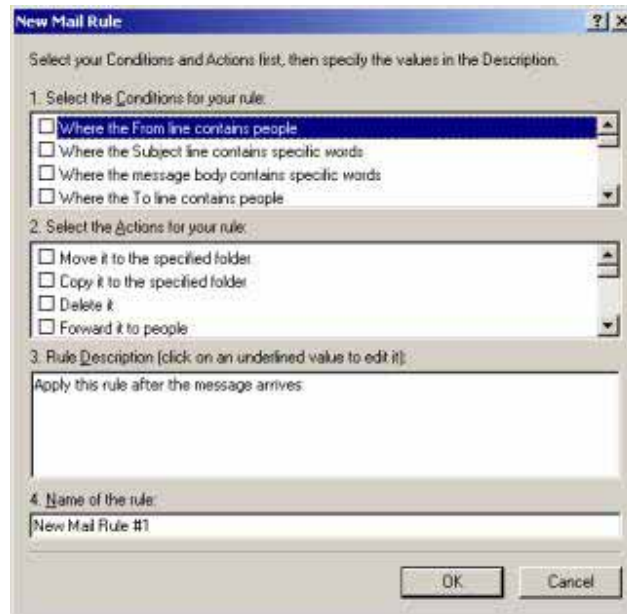 New Mail Rule
Select your Conditions and Actions first, then specify the values in the Description.
1. Select the Conditions for your rule:
Where the From line contains people
Where the Subject line contains specific words
Where the message body contains specific words
Where the To line contains people
2. Select the Actions for your rule:
Move it to the specified folder
Copy it to the specified folder
Delete it
Forward it to people
3. Rule Description (click on an underlined value to edit it):
Apply this rule after the message arrives
4. Name of the rule:
New Mail Rule #1
OK
Cancel